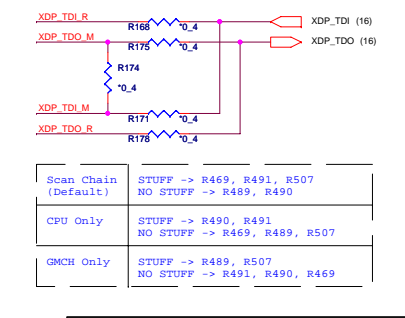 XDP_TDI_R
R168
*0_4
XDP_TDI (16)
XDP_TDO_M
R175
*0_4
XDP_TDO (16)
R174
*0_4
XDP_TDI_M
R171
*0_4
XDP_TDO_R
R178
*0_4
Scan Chain STUFF -> R469, R491, R507
(Default) NO STUFF -> R489, R490
CPU Only STUFF -> R490, R491
NO STUFF -> R469, R489, R507
GMCH Only STUFF -> R489, R507
NO STUFF -> R491, R490, R469